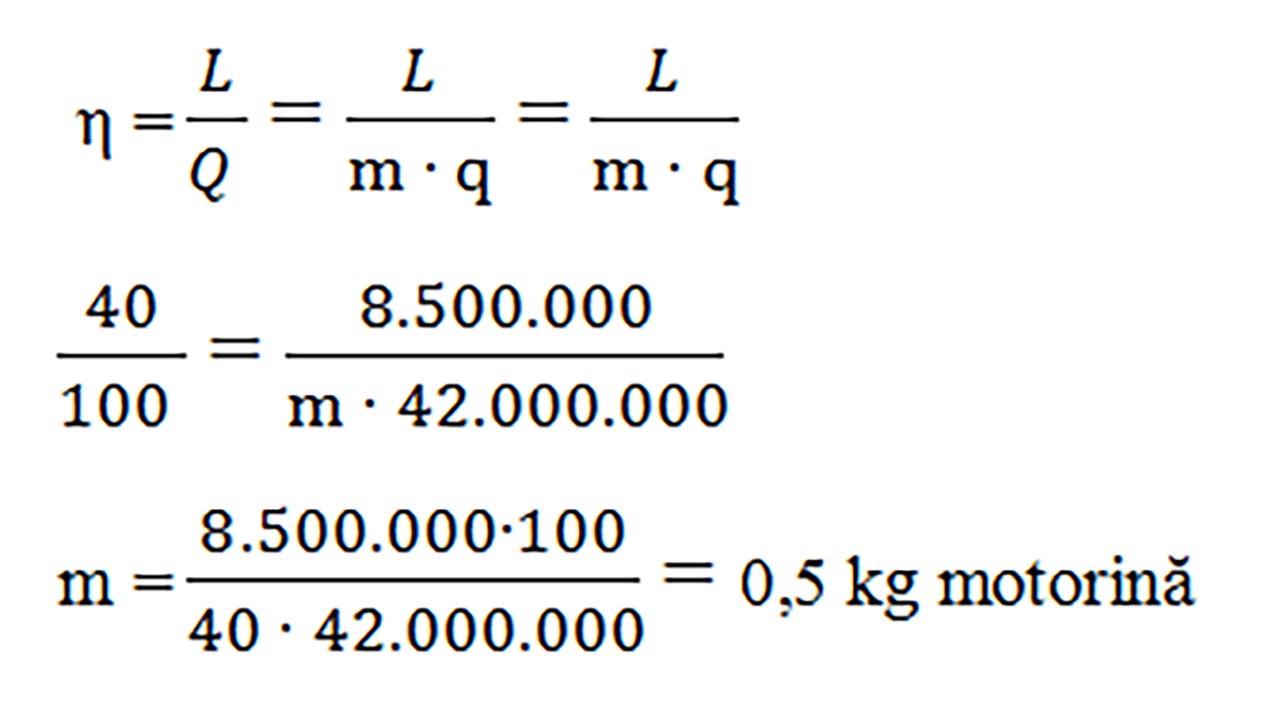 η = L/Q = L/(m · q) = L/(m · q)
40/100 = 8.500.000/(m · 42.000.000)
m = 8.500.000·100/(40 · 42.000.000) = 0,5 kg motorină